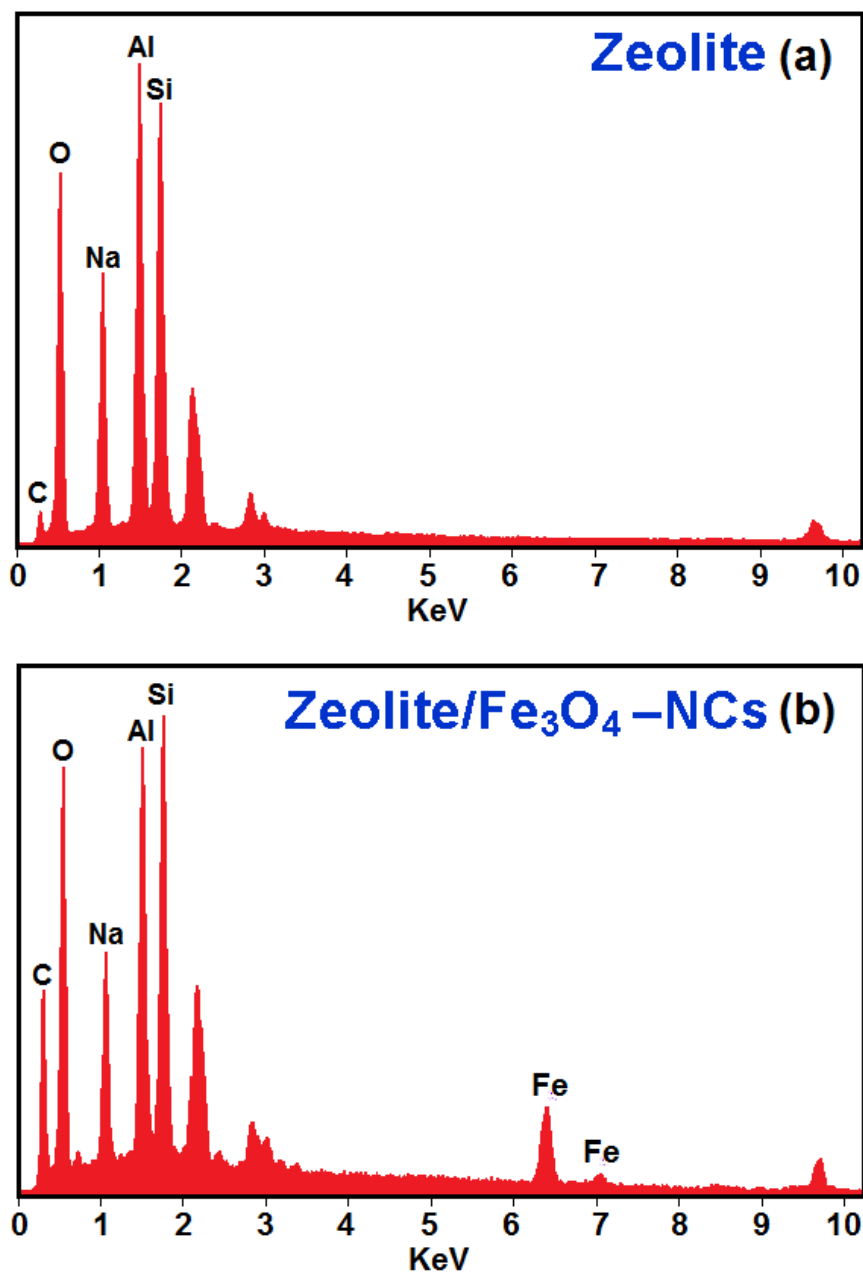 Zeolite (a)
Al
Si
O
Na
C
0 1 2 3 4 5 6 7 8 9 10
KeV
Zeolite/Fe₃O₄ –NCs (b)
Si
Al
O
Na
C
Fe
Fe
0 1 2 3 4 5 6 7 8 9 10
KeV